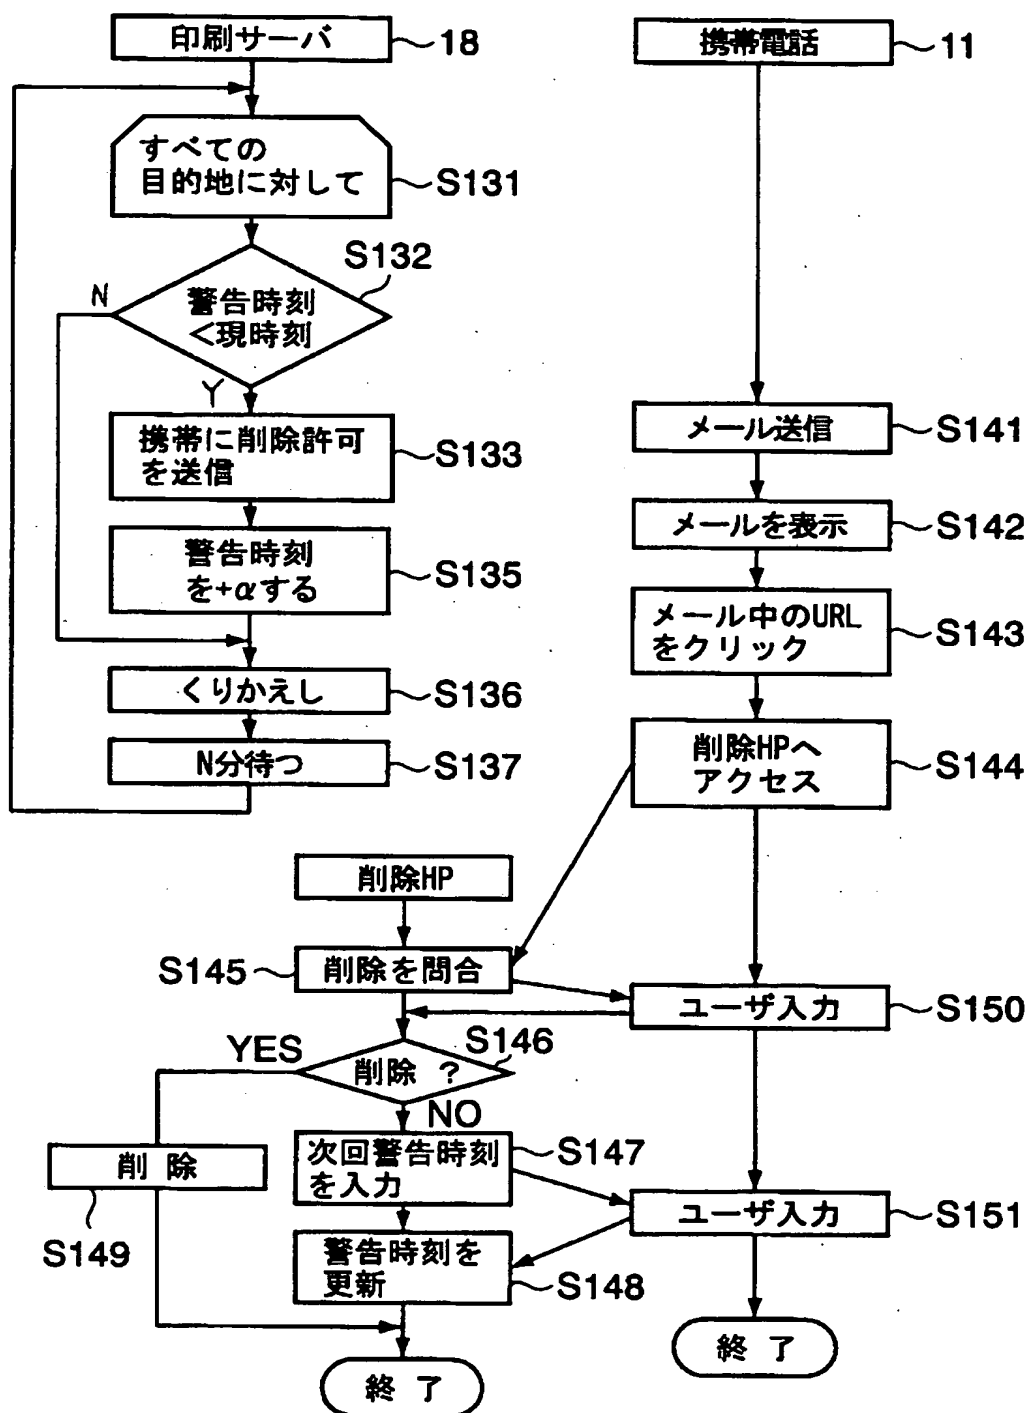 印刷サーバ
18
すべての
目的地に対して
S131
S132
警告時刻
<現時刻
N
Y
携帯に削除許可
を送信
S133
警告時刻
を+αする
S135
くりかえし
S136
N分待つ
S137
携帯電話
11
メール送信
S141
メールを表示
S142
メール中のURL
をクリック
S143
削除HPへ
アクセス
S144
削除HP
S145
削除を問合
ユーザ入力
S150
S146
削除 ?
YES
NO
削 除
S149
次回警告時刻
を入力
S147
ユーザ入力
S151
警告時刻を
更新
S148
終 了
終 了